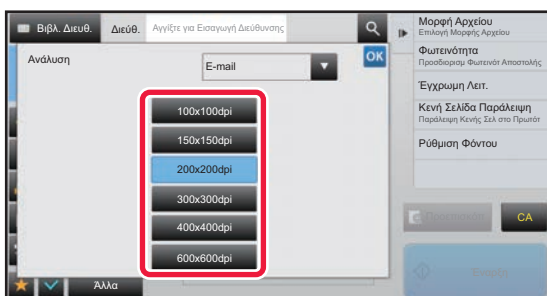 Βιβλ. Διευθ. Διεύθ. Αγγίξτε για Εισαγωγή Διεύθυνσης
Ανάλυση E-mail OK
100x100dpi
150x150dpi
200x200dpi
300x300dpi
400x400dpi
600x600dpi
Άλλα
Μορφή Αρχείου
Επιλογή Μορφής Αρχείου
Φωτεινότητα
Προσδιορισμ Φωτεινότ Αποστολής
Έγχρωμη Λειτ.
Κενή Σελίδα Παράλειψη
Παράλειψη Κενής Σελ στο Πρωτότ
Ρύθμιση Φόντου
Προεπισκόπ CA
Έναρξη